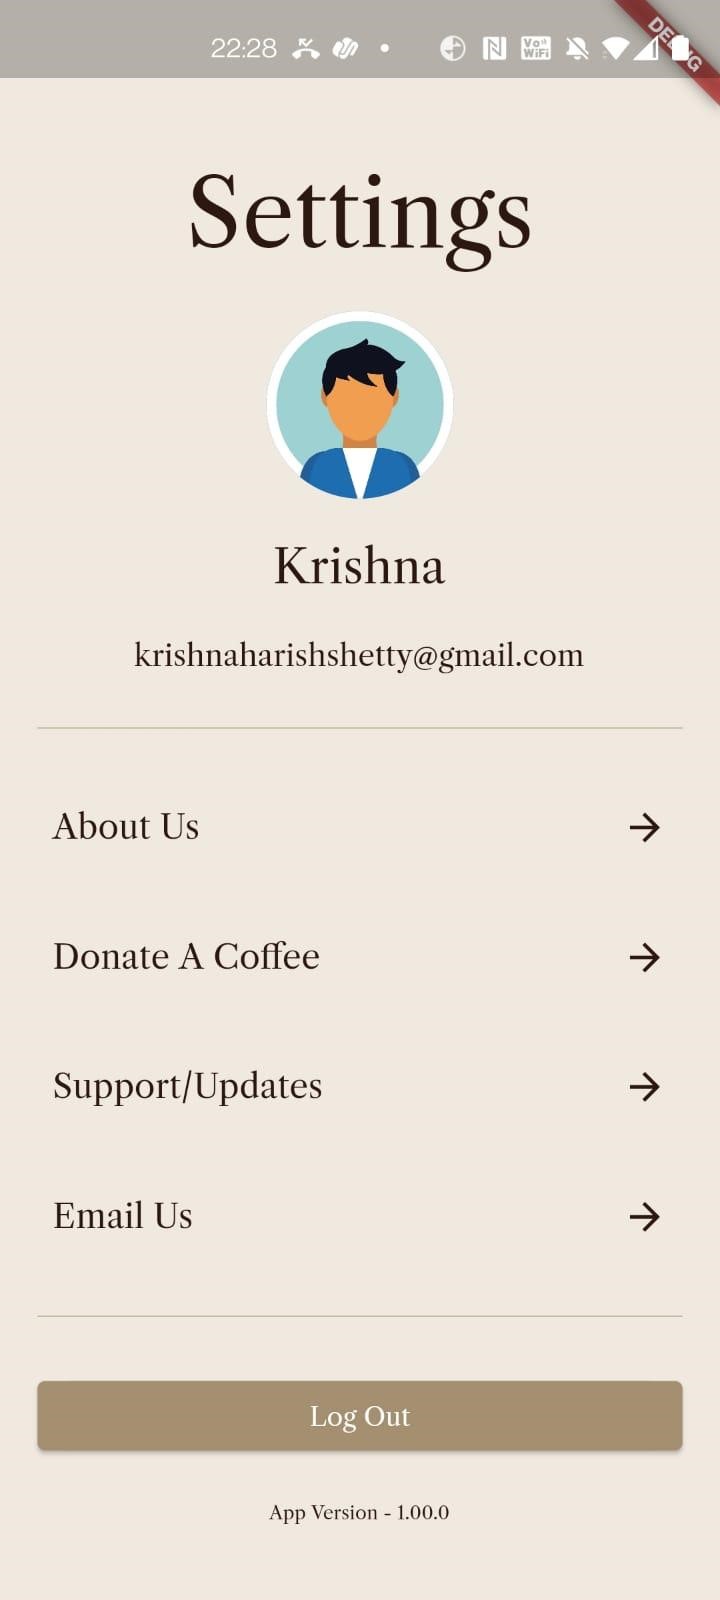 22:28
Vo WiFi
DEBUG
Settings
Krishna
krishnaharishshetty@gmail.com
About Us
Donate A Coffee
Support/Updates
Email Us
Log Out
App Version - 1.00.0